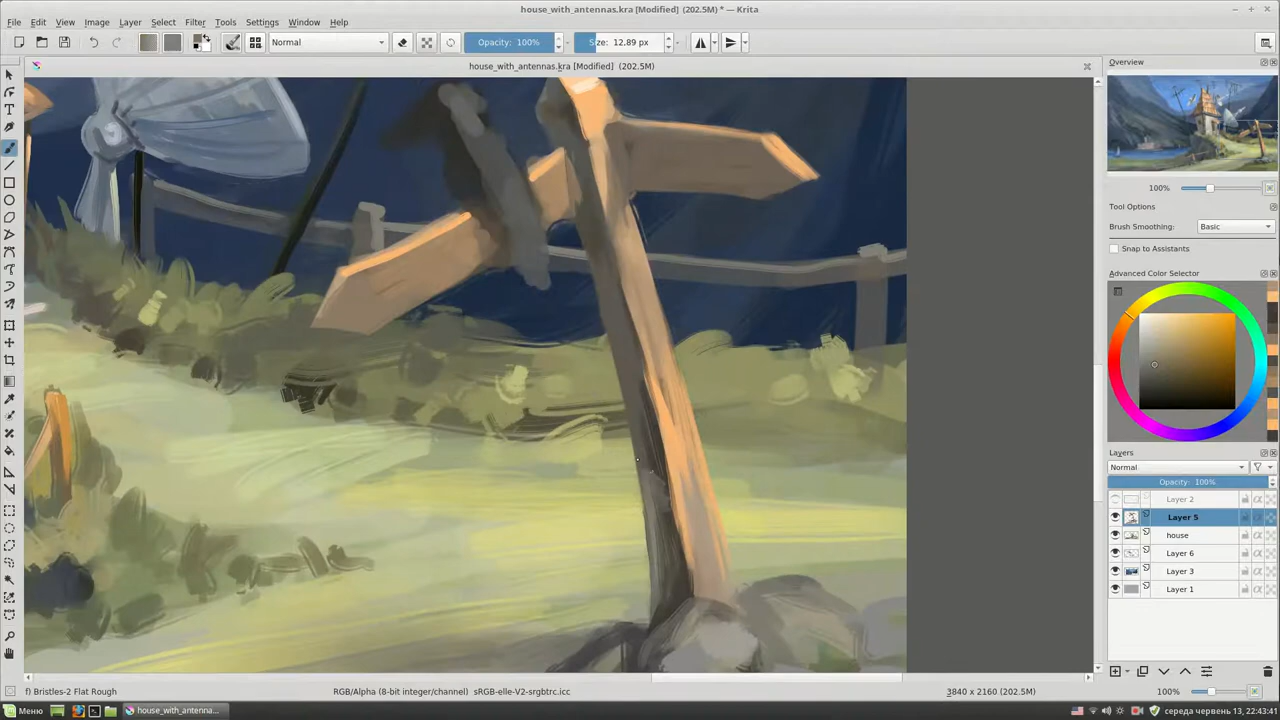 house_with_antennas.kra [Modified] (202.5M) * — Krita
File Edit View Image Layer Select Filter Tools Settings Window Help
Normal
Opacity: 100%
Size: 12.89 px
house_with_antennas.kra [Modified] (202.5M)
Overview
100%
Tool Options
Brush Smoothing: Basic
Snap to Assistants
Advanced Color Selector
Layers
Normal
Opacity: 100%
Layer 2
Layer 5
house
Layer 6
Layer 3
Layer 1
f) Bristles-2 Flat Rough
RGB/Alpha (8-bit integer/channel) sRGB-elle-V2-srgbtrc.icc
3840 x 2160 (202.5M)
100%
Меню
house_with_antenna...
середа червень 13, 22:43:41